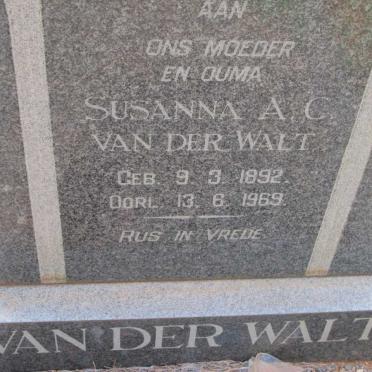 AAN
ONS MOEDER
EN OUMA
SUSANNA A. C.
VAN DER WALT
GEB. 9. 3. 1892.
OORL. 13. 6. 1969.
RUS IN VREDE
VAN DER WALT